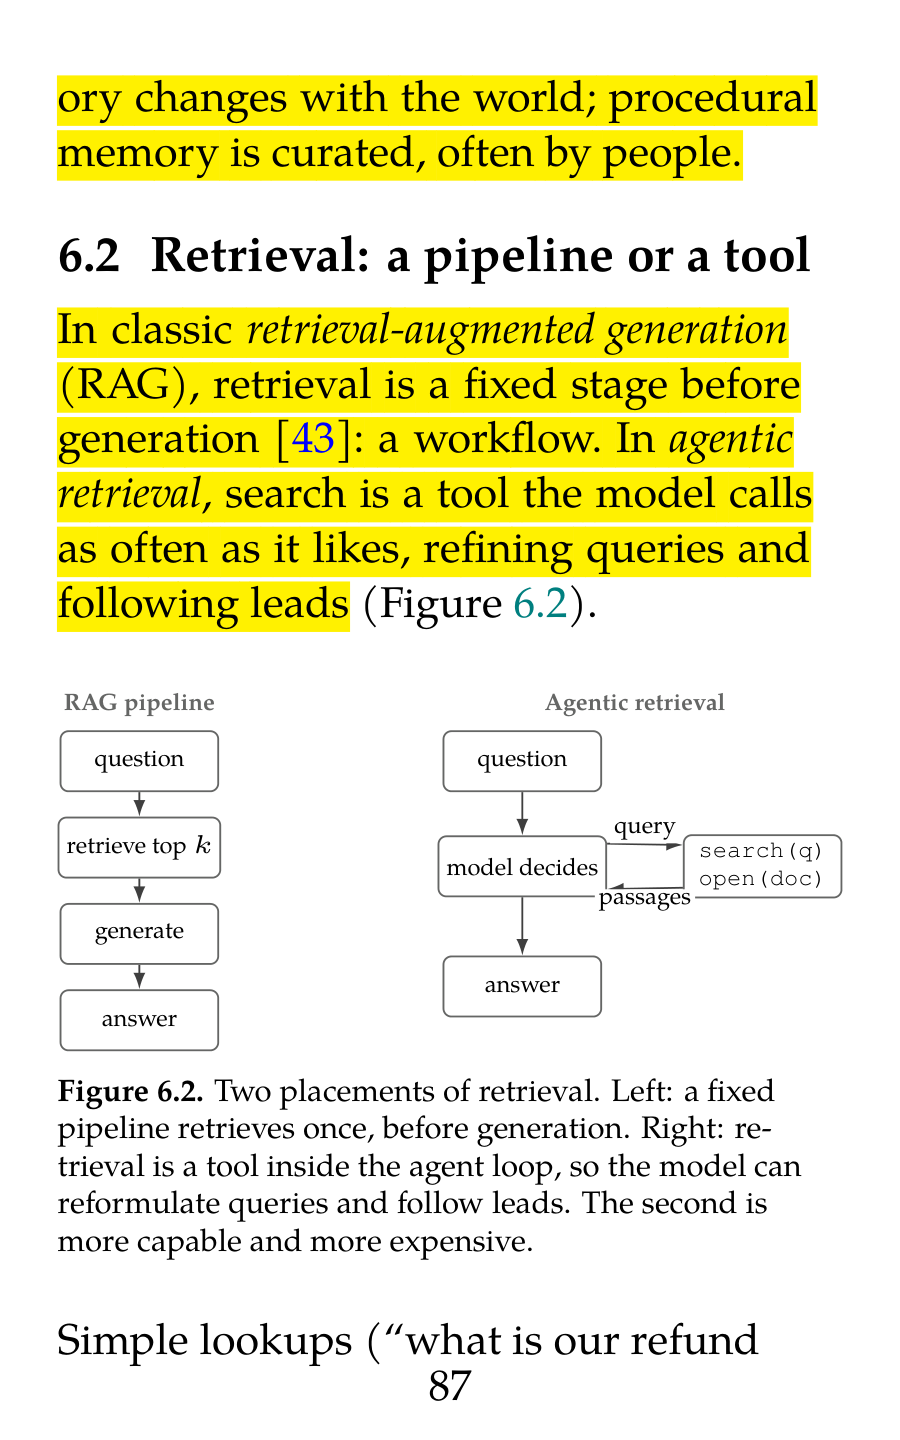 ory changes with the world; procedural
memory is curated, often by people.
6.2 Retrieval: a pipeline or a tool
In classic retrieval-augmented generation
(RAG), retrieval is a fixed stage before
generation [43]: a workflow. In agentic
retrieval, search is a tool the model calls
as often as it likes, refining queries and
following leads (Figure 6.2).
RAG pipeline
question
retrieve top k
generate
answer
Agentic retrieval
question
model decides
query
search(q)
open(doc)
passages
answer
Figure 6.2. Two placements of retrieval. Left: a fixed
pipeline retrieves once, before generation. Right: re-
trieval is a tool inside the agent loop, so the model can
reformulate queries and follow leads. The second is
more capable and more expensive.
Simple lookups (“what is our refund
87